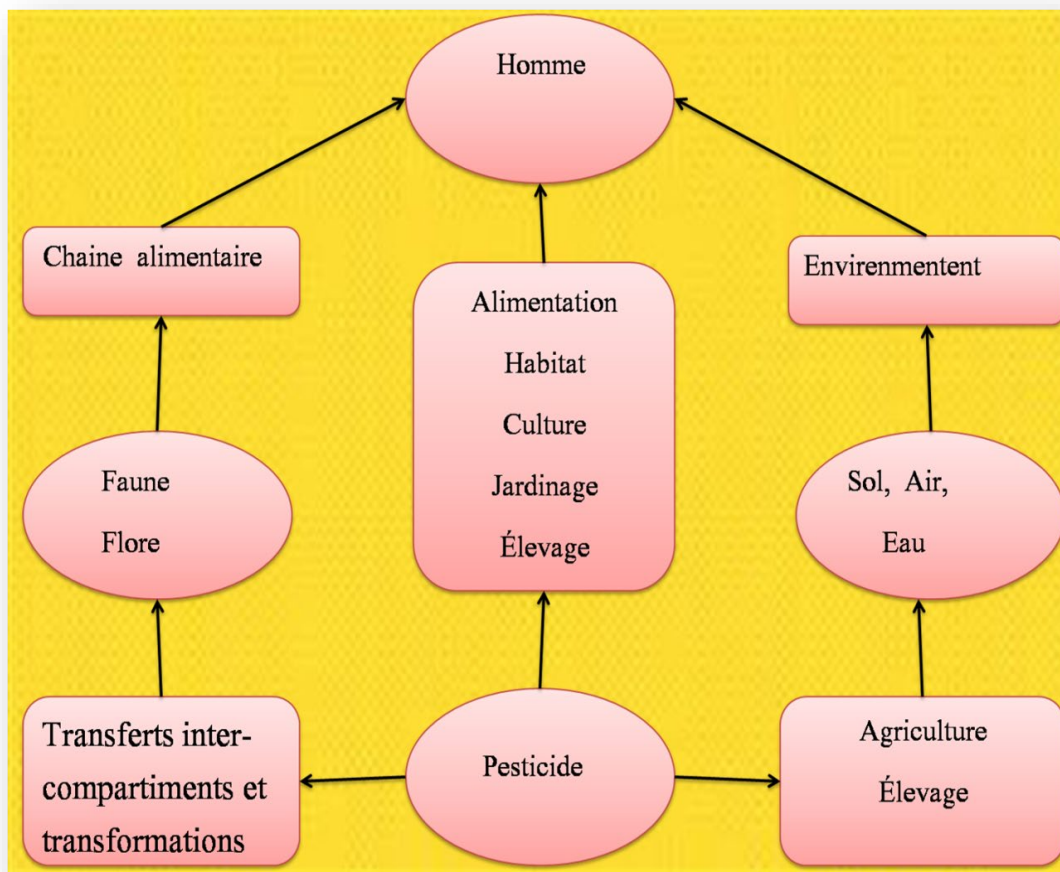 Homme
Chaine alimentaire
Envirenmentent
Alimentation
Habitat
Culture
Jardinage
Élevage
Faune
Flore
Sol, Air,
Eau
Transferts inter-
compartiments et
transformations
Pesticide
Agriculture
Élevage